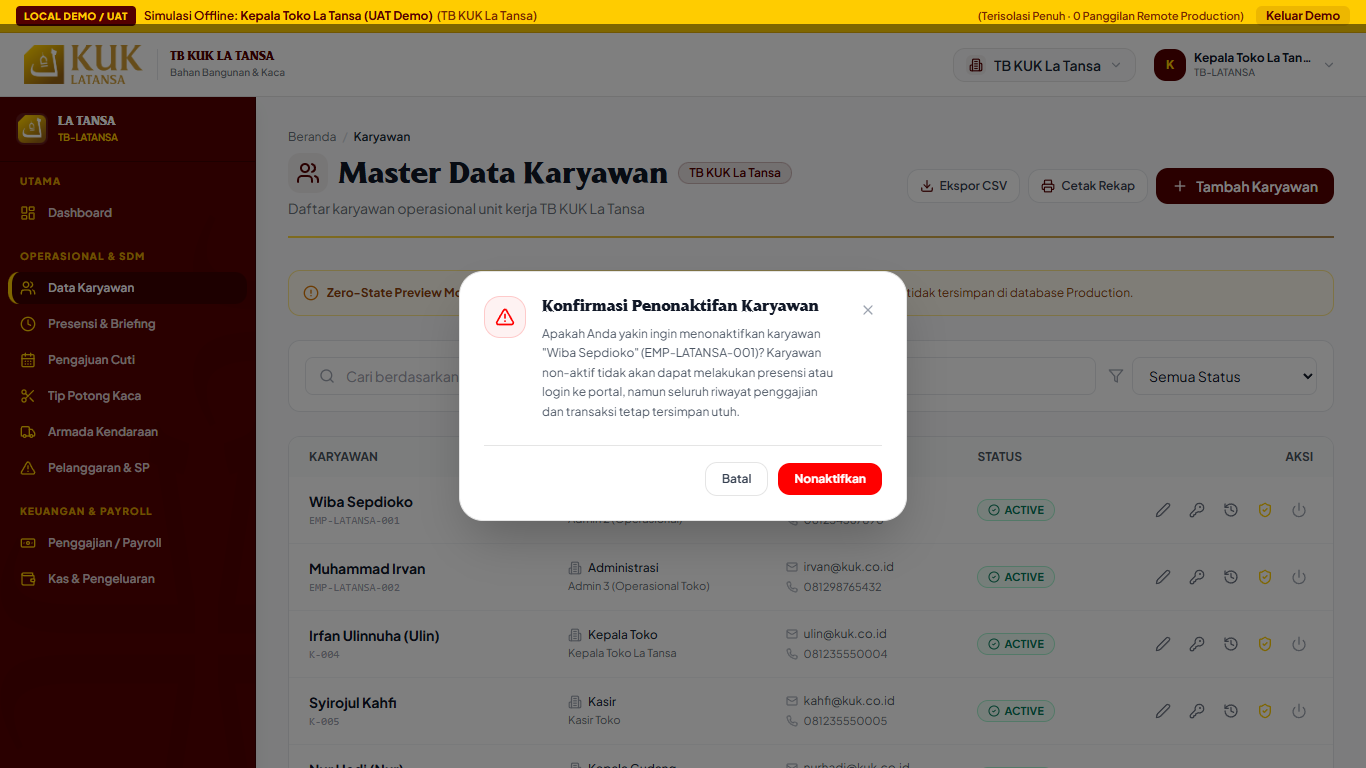 LOCAL DEMO / UAT Simulasi Offline: Kepala Toko La Tansa (UAT Demo) (TB KUK La Tansa) (Terisolasi Penuh · 0 Panggilan Remote Production) Keluar Demo
KUK LATANSA
TB KUK LA TANSA
Bahan Bangunan & Kaca
TB KUK La Tansa
K
Kepala Toko La Tan...
TB-LATANSA
LA TANSA
TB-LATANSA
UTAMA
Dashboard
OPERASIONAL & SDM
Data Karyawan
Presensi & Briefing
Pengajuan Cuti
Tip Potong Kaca
Armada Kendaraan
Pelanggaran & SP
KEUANGAN & PAYROLL
Penggajian / Payroll
Kas & Pengeluaran
Beranda / Karyawan
Master Data Karyawan TB KUK La Tansa
Daftar karyawan operasional unit kerja TB KUK La Tansa
Ekspor CSV
Cetak Rekap
Tambah Karyawan
Zero-State Preview tidak tersimpan di database Production.
Cari berdasarkan
Semua Status
Konfirmasi Penonaktifan Karyawan
Apakah Anda yakin ingin menonaktifkan karyawan
"Wiba Sepdioko" (EMP-LATANSA-001)? Karyawan
non-aktif tidak akan dapat melakukan presensi atau
login ke portal, namun seluruh riwayat penggajian
dan transaksi tetap tersimpan utuh.
Batal
Nonaktifkan
KARYAWAN STATUS AKSI
Wiba Sepdioko
EMP-LATANSA-001
ACTIVE
Muhammad Irvan
EMP-LATANSA-002
Administrasi
Admin 3 (Operasional Toko)
irvan@kuk.co.id
081298765432
ACTIVE
Irfan Ulinnuha (Ulin)
K-004
Kepala Toko
Kepala Toko La Tansa
ulin@kuk.co.id
081235550004
ACTIVE
Syirojul Kahfi
K-005
Kasir
Kasir Toko
kahfi@kuk.co.id
081235550005
ACTIVE